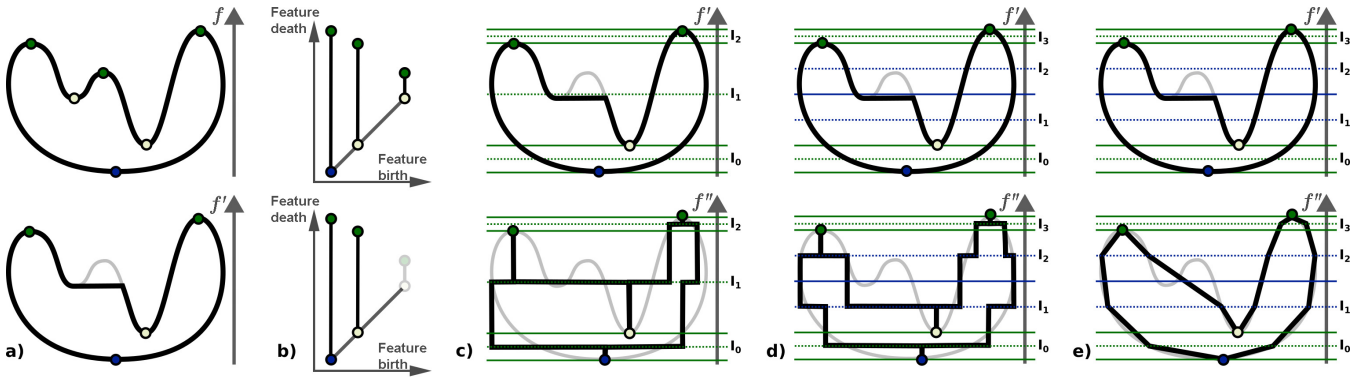 f
Feature
death
Feature
birth
f'
I₂
I₁
I₀
f'
I₃
I₂
I₁
I₀
f'
I₃
I₂
I₁
I₀
a)
f'
b)
Feature
death
Feature
birth
c)
f''
I₂
I₁
I₀
d)
f''
I₃
I₂
I₁
I₀
e)
f''
I₃
I₂
I₁
I₀